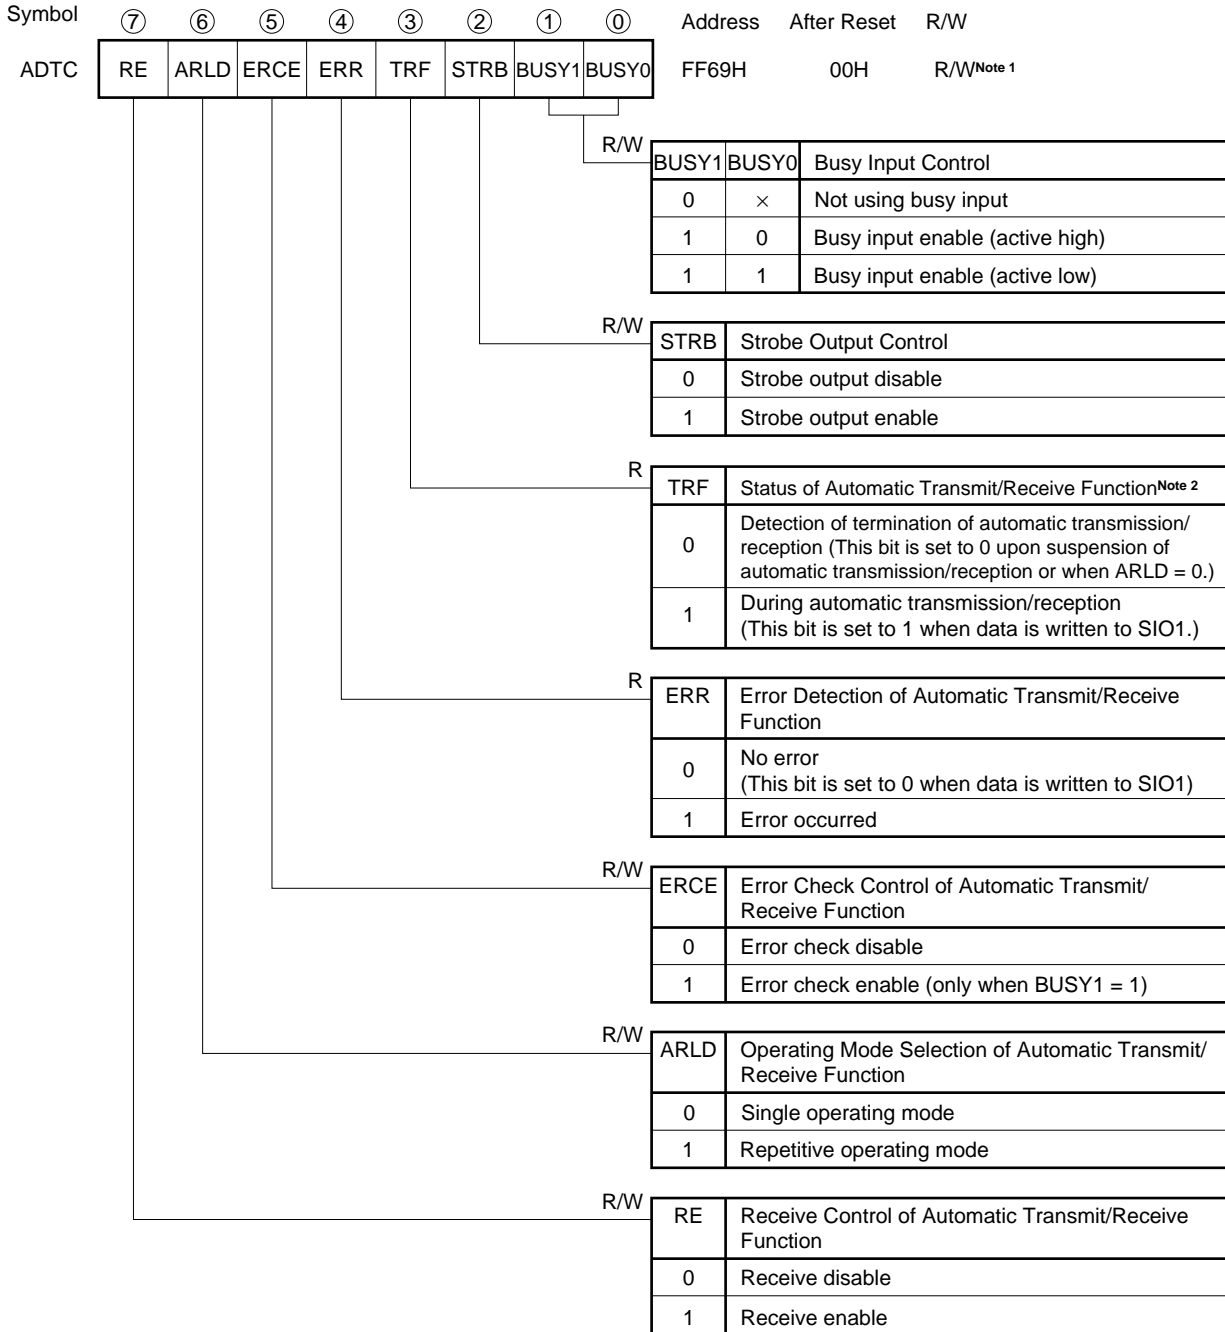 Symbol ⑦ ⑥ ⑤ ④ ③ ② ① ⓪ Address After Reset R/W
ADTC RE ARLD ERCE ERR TRF STRB BUSY1 BUSY0 FF69H 00H R/W Note 1
R/W
BUSY1 BUSY0 Busy Input Control
0 × Not using busy input
1 0 Busy input enable (active high)
1 1 Busy input enable (active low)
R/W
STRB Strobe Output Control
0 Strobe output disable
1 Strobe output enable
R
TRF Status of Automatic Transmit/Receive Function Note 2
0 Detection of termination of automatic transmission/
reception (This bit is set to 0 upon suspension of
automatic transmission/reception or when ARLD = 0.)
1 During automatic transmission/reception
(This bit is set to 1 when data is written to SIO1.)
R
ERR Error Detection of Automatic Transmit/Receive
Function
0 No error
(This bit is set to 0 when data is written to SIO1)
1 Error occurred
R/W
ERCE Error Check Control of Automatic Transmit/
Receive Function
0 Error check disable
1 Error check enable (only when BUSY1 = 1)
R/W
ARLD Operating Mode Selection of Automatic Transmit/
Receive Function
0 Single operating mode
1 Repetitive operating mode
R/W
RE Receive Control of Automatic Transmit/Receive
Function
0 Receive disable
1 Receive enable